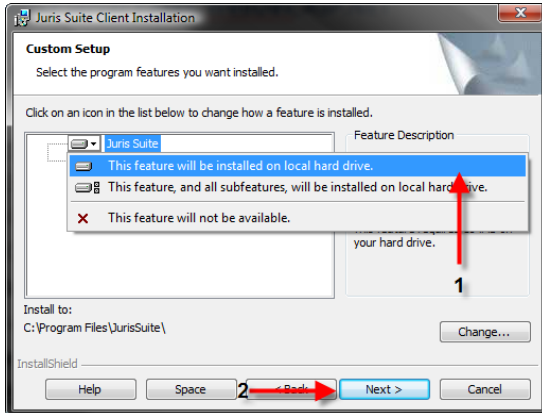 Juris Suite Client Installation
Custom Setup
Select the program features you want installed.
Click on an icon in the list below to change how a feature is installed.
Juris Suite
Feature Description
This feature will be installed on local hard drive.
This feature, and all subfeatures, will be installed on local hard drive.
This feature will not be available.
your hard drive.
1
Install to:
C:\Program Files\JurisSuite\
Change...
InstallShield
Help Space 2 < Back Next > Cancel